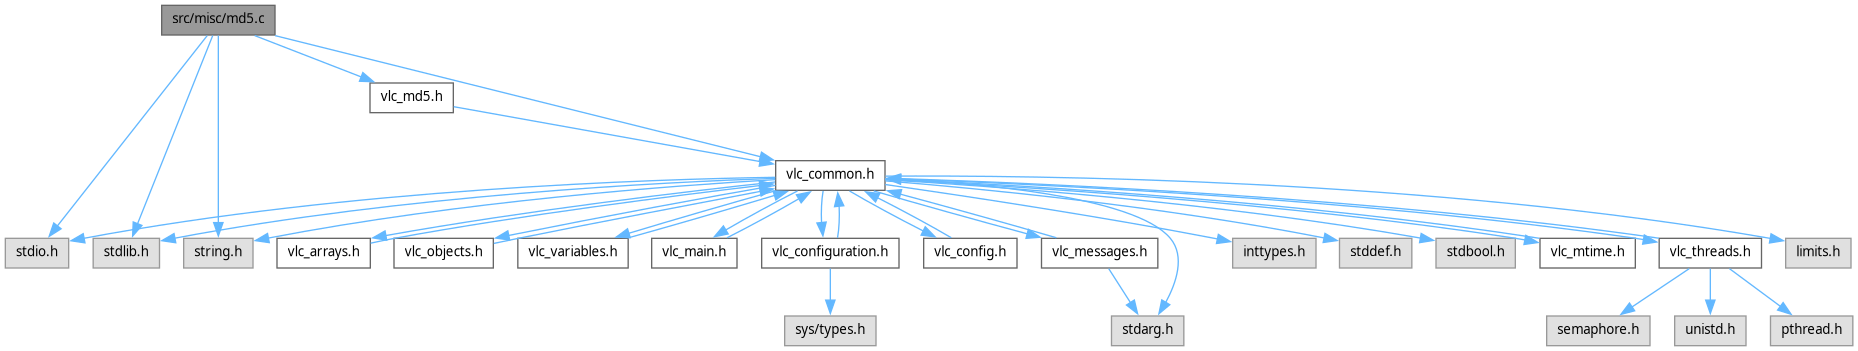 src/misc/md5.c
vlc_md5.h
vlc_common.h
stdio.h
stdlib.h
string.h
vlc_arrays.h
vlc_objects.h
vlc_variables.h
vlc_main.h
vlc_configuration.h
vlc_config.h
vlc_messages.h
inttypes.h
stddef.h
stdbool.h
vlc_mtime.h
vlc_threads.h
limits.h
sys/types.h
stdarg.h
semaphore.h
unistd.h
pthread.h